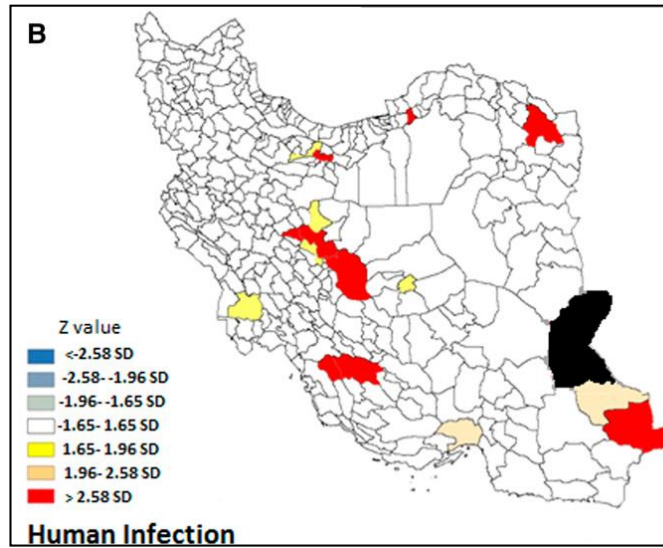 B
Z value
<-2.58 SD
-2.58- -1.96 SD
-1.96- -1.65 SD
-1.65- 1.65 SD
1.65- 1.96 SD
1.96- 2.58 SD
> 2.58 SD
Human Infection